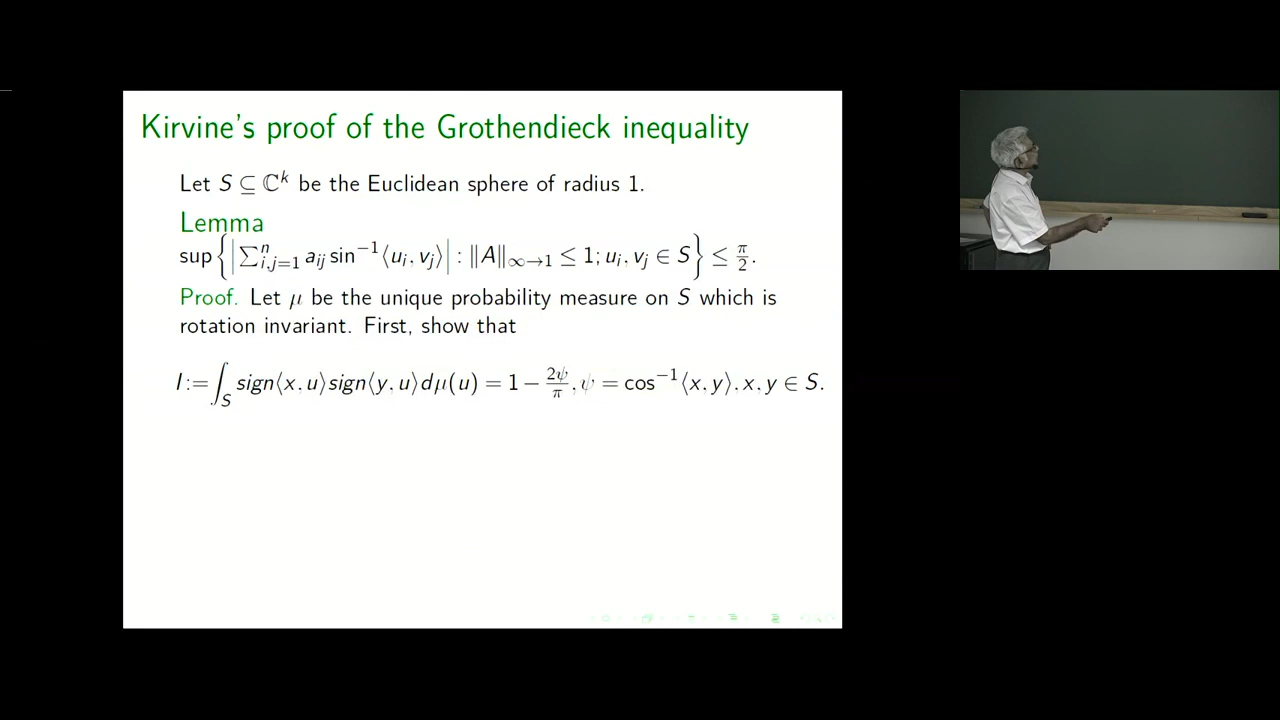 Kirvine's proof of the Grothendieck inequality
Let S ⊆ ℂ^k be the Euclidean sphere of radius 1.
Lemma
sup { | ∑^n_{i,j=1} a_{ij} sin^{−1}⟨u_i, v_j⟩ | : ‖A‖_{∞→1} ≤ 1; u_i, v_j ∈ S } ≤ π/2.
Proof. Let μ be the unique probability measure on S which is
rotation invariant. First, show that
I := ∫_S sign⟨x, u⟩sign⟨y, u⟩dμ(u) = 1 − 2ψ/π, ψ = cos^{−1}⟨x, y⟩, x, y ∈ S.